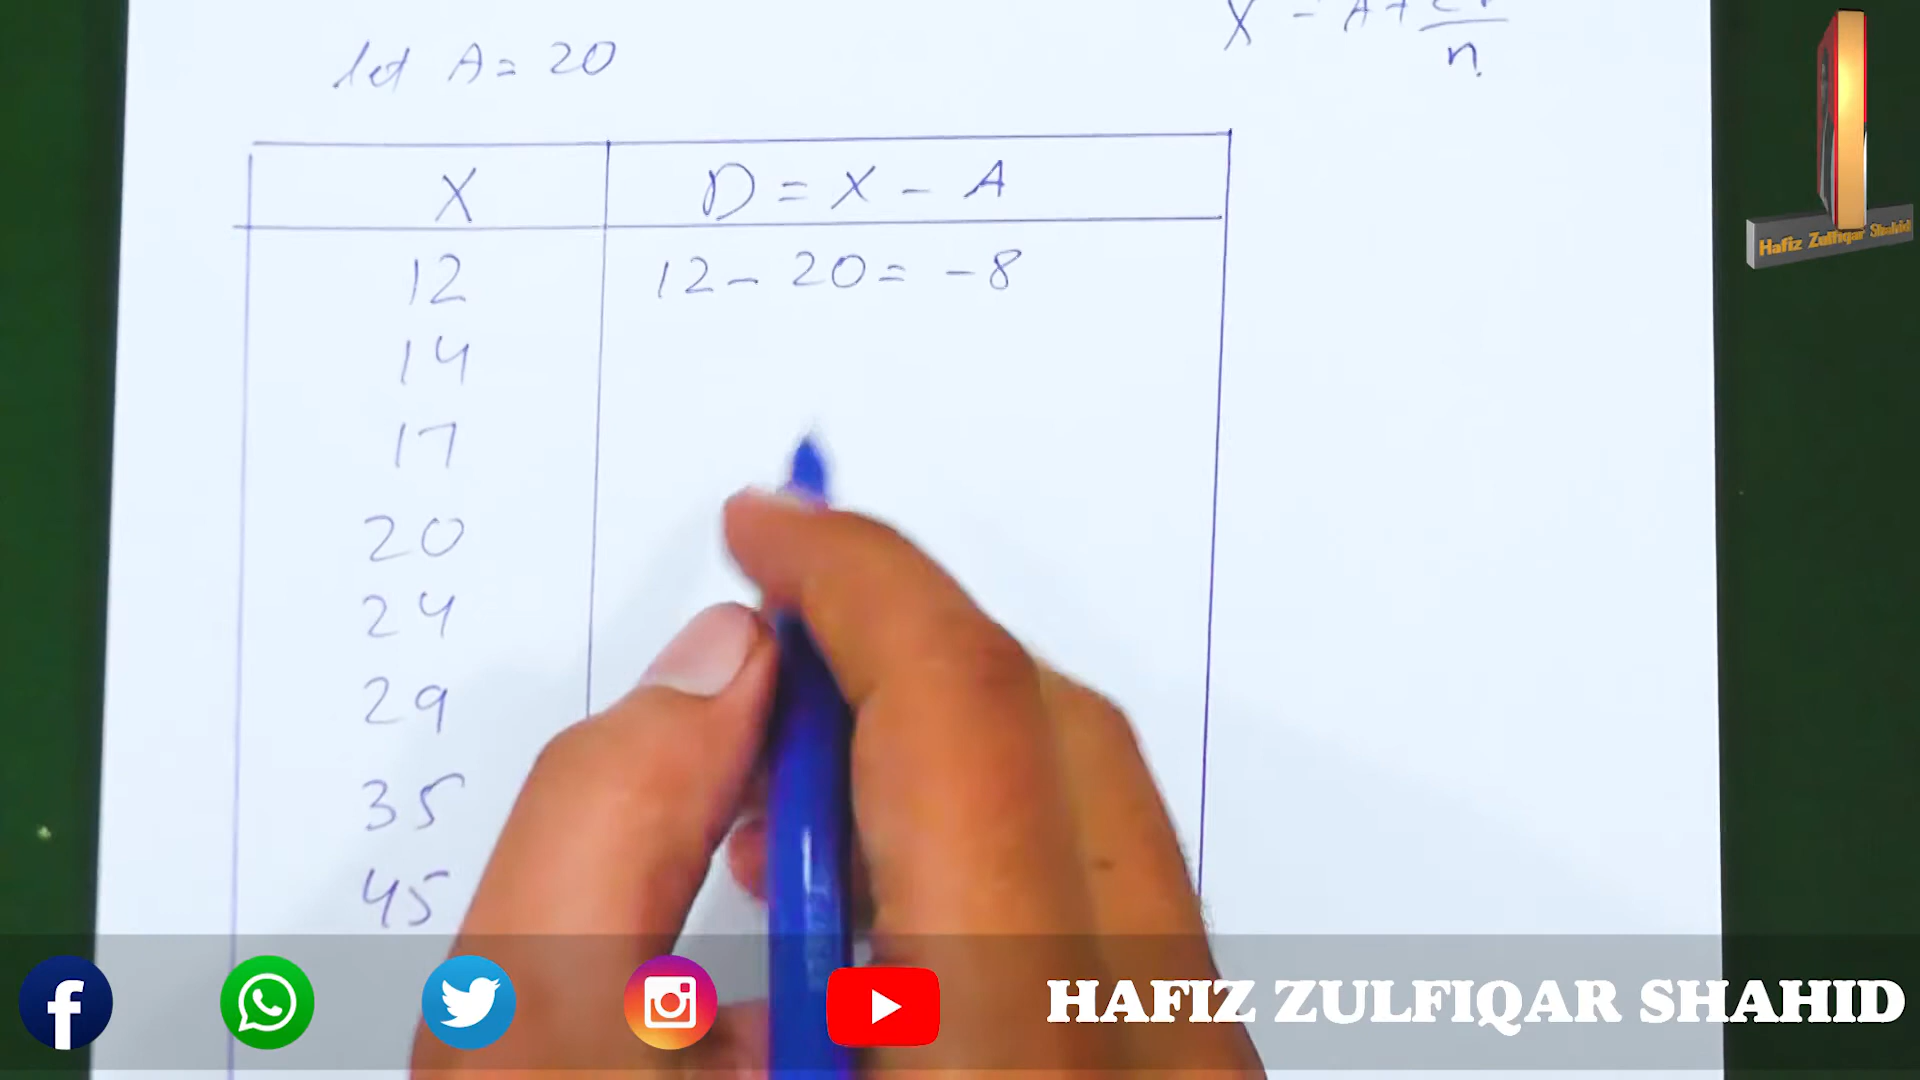 X = A +
n
let A = 20
X D = X - A
12 12 - 20 = -8
14
17
20
24
29
35
45
Hafiz Zulfiqar Shahid
HAFIZ ZULFIQAR SHAHID